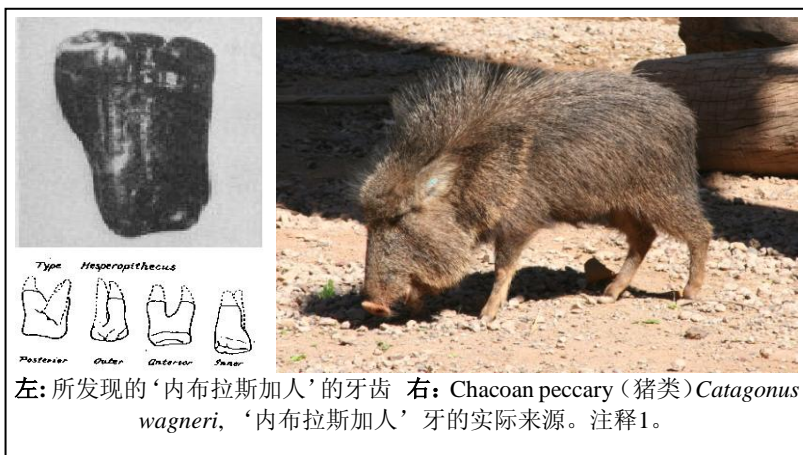 Type Hesperopithecus
Posterior Outer Anterior Inner
左: 所发现的‘内布拉斯加人’的牙齿 右: Chacoan peccary（猪类）Catagonus
wagneri, ‘内布拉斯加人’牙的实际来源。注释1。